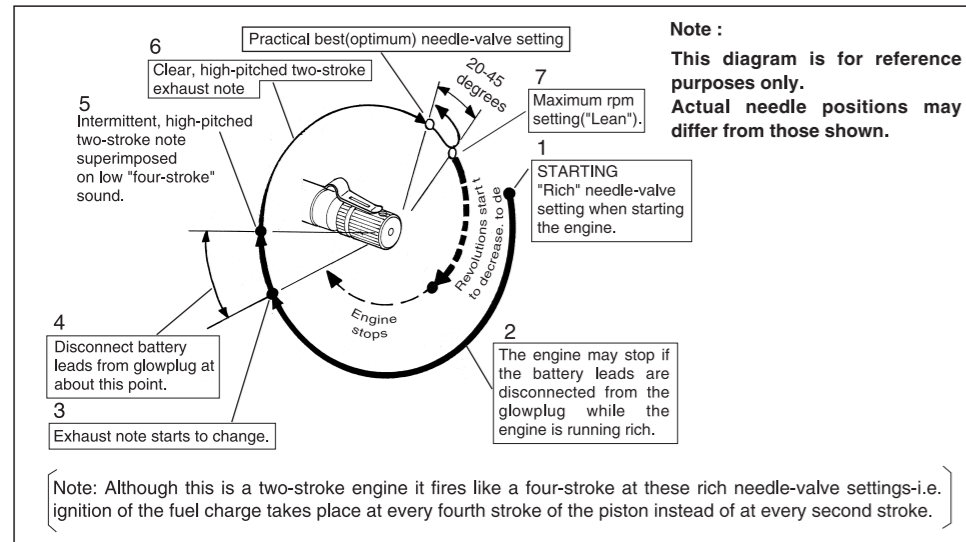 Practical best(optimum) needle-valve setting
6
Clear, high-pitched two-stroke
exhaust note
5
Intermittent, high-pitched
two-stroke note
superimposed
on low "four-stroke"
sound.
20-45
degrees
7
Maximum rpm
setting("Lean").
1
STARTING
"Rich" needle-valve
setting when starting
the engine.
Note :
This diagram is for reference
purposes only.
Actual needle positions may
differ from those shown.
Revolutions start t
to decrease. to de
Engine
stops
4
Disconnect battery
leads from glowplug at
about this point.
3
Exhaust note starts to change.
2
The engine may stop if
the battery leads are
disconnected from the
glowplug while the
engine is running rich.
Note: Although this is a two-stroke engine it fires like a four-stroke at these rich needle-valve settings-i.e.
ignition of the fuel charge takes place at every fourth stroke of the piston instead of at every second stroke.